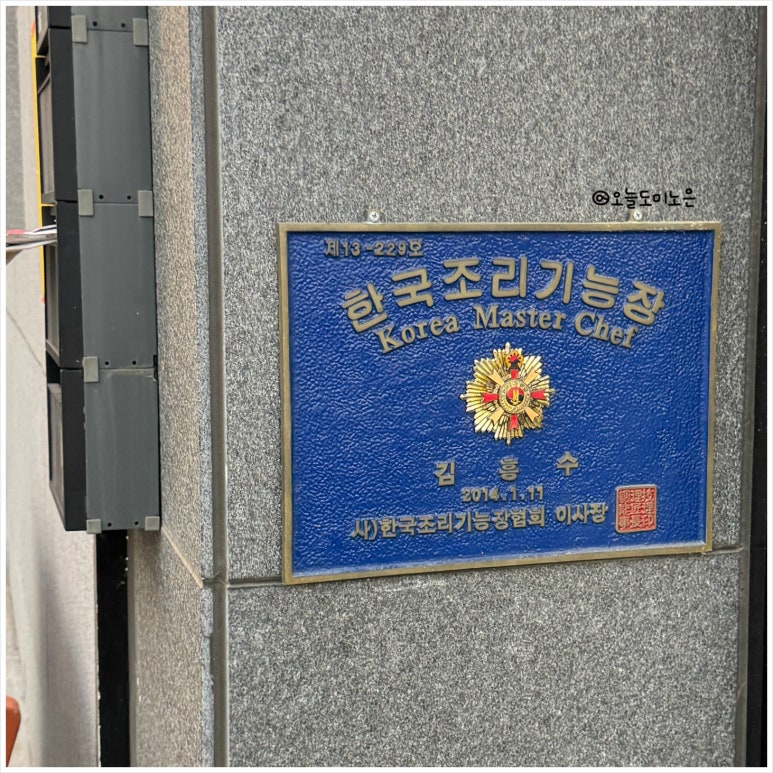 ©오늘도미노은
제13-229호
한국조리기능장
Korea Master Chef
김 흥 수
2014.1.11
사)한국조리기능장협회 이사장